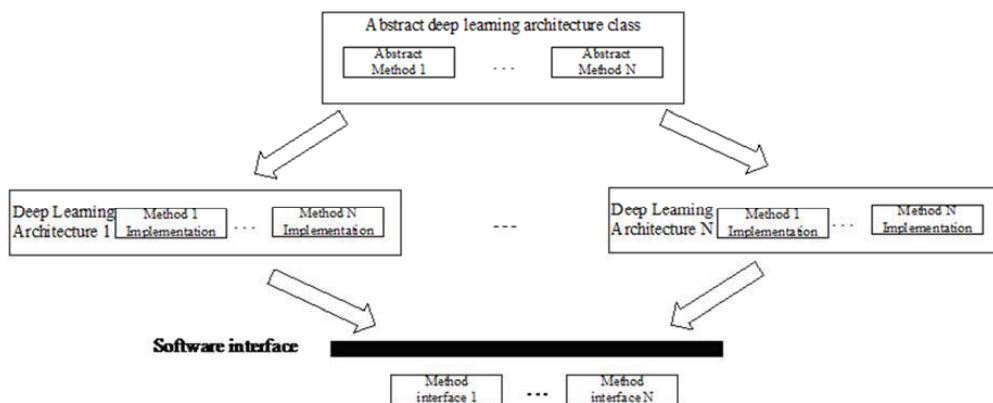 Abstract deep learning architecture class
Abstract
Method 1
...
Abstract
Method N
Deep Learning
Architecture 1
Method 1
Implementation
...
Method N
Implementation
---
Deep Learning
Architecture N
Method 1
Implementation
...
Method N
Implementation
Software interface
Method
interface 1
---
Method
interface N